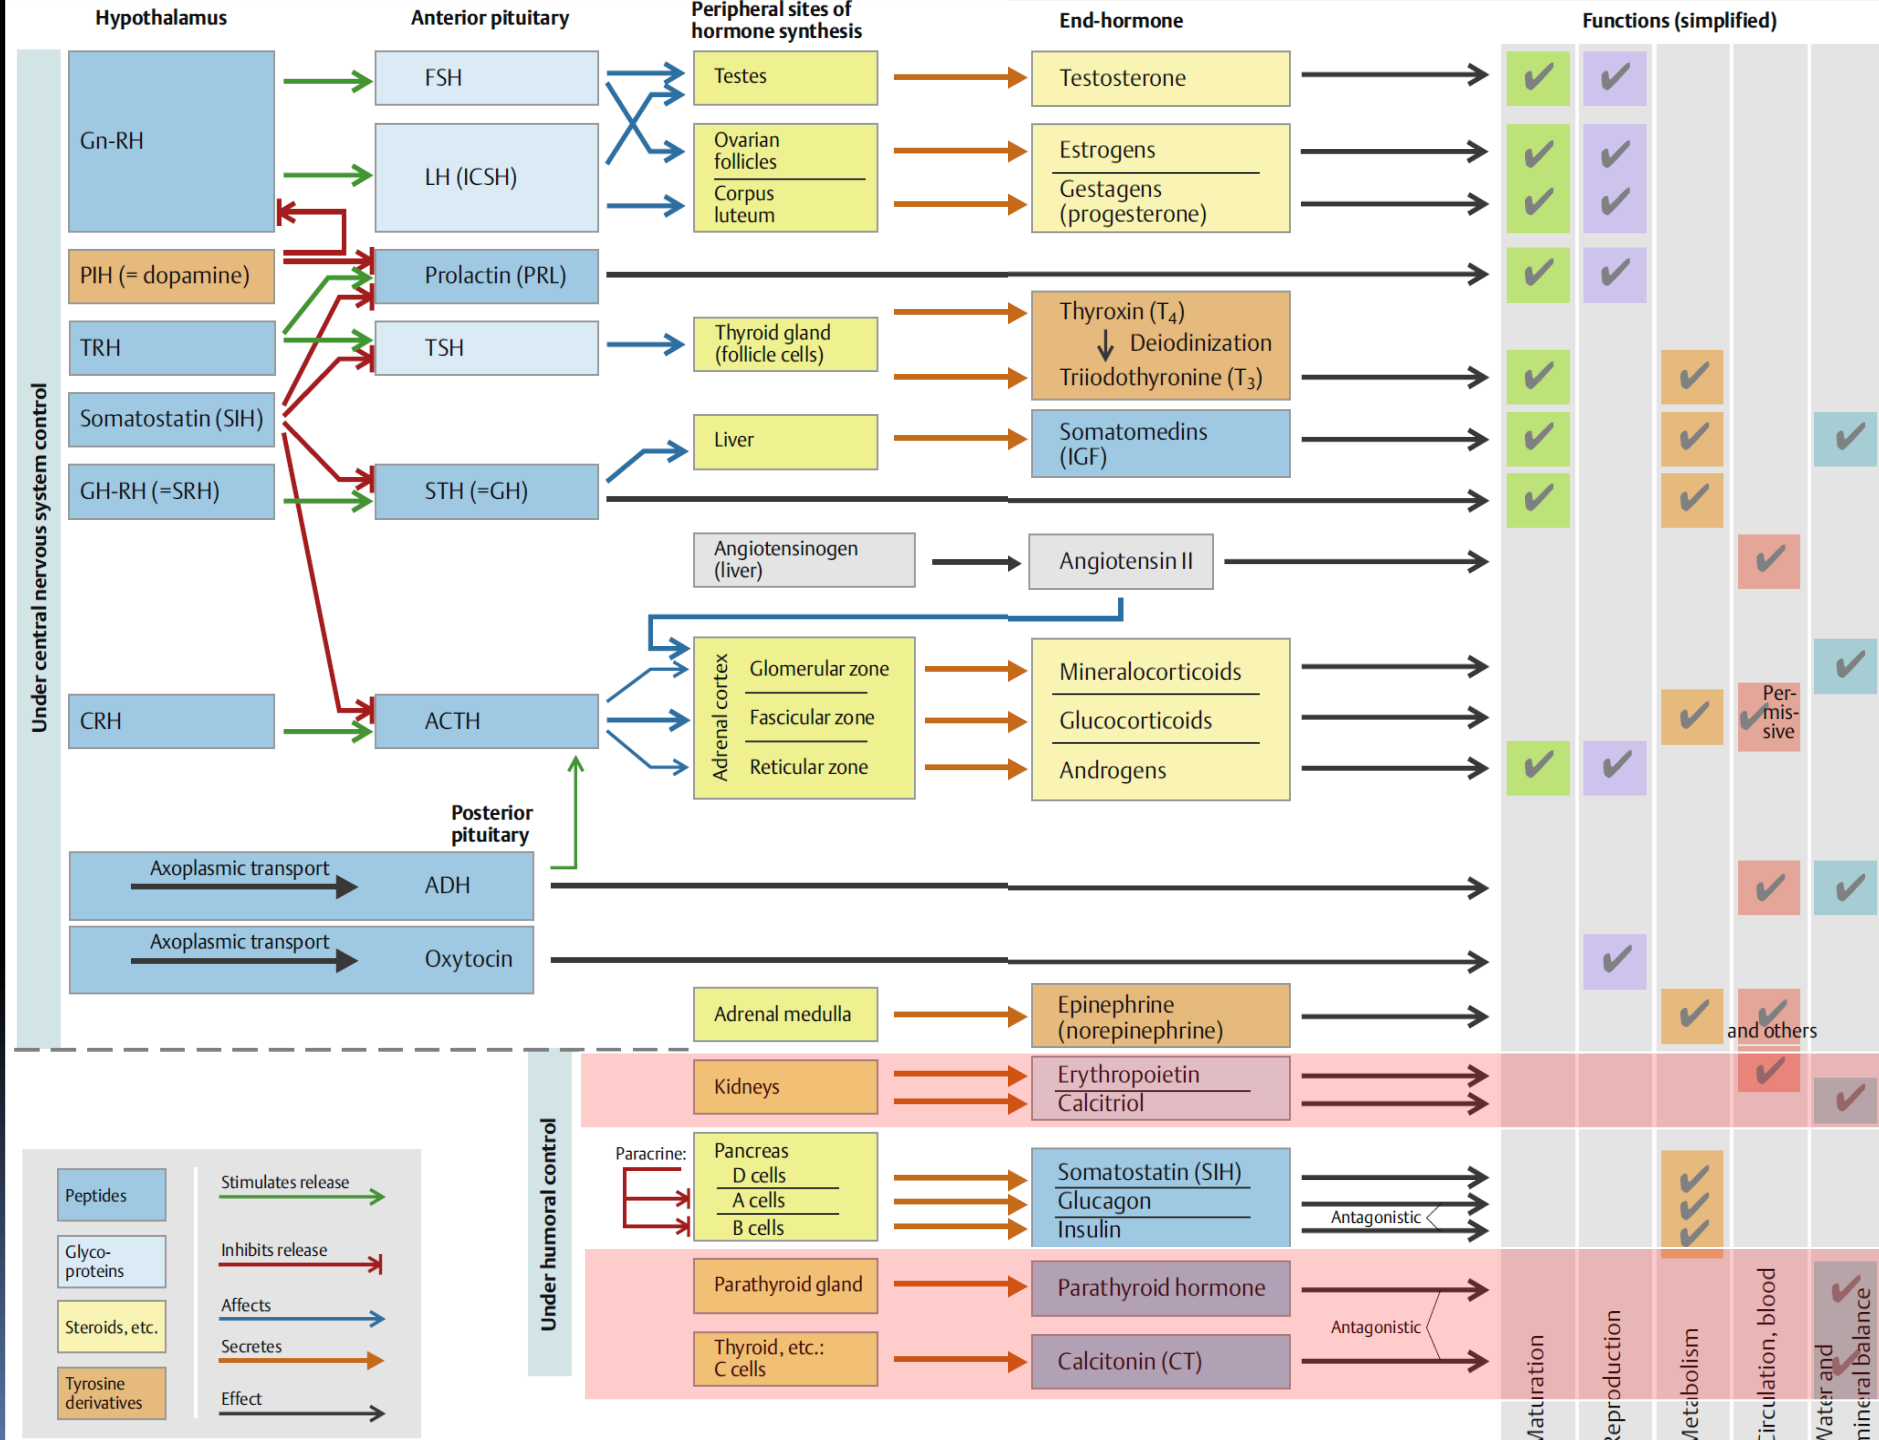 Hypothalamus
Anterior pituitary
Peripheral sites of
hormone synthesis
End-hormone
Functions (simplified)
Under central nervous system control
Gn-RH
FSH
Testes
Testosterone
LH (ICSH)
Ovarian
follicles
Estrogens
Corpus
luteum
Gestagens
(progesterone)
PIH (= dopamine)
Prolactin (PRL)
TRH
TSH
Thyroid gland
(follicle cells)
Thyroxin (T4)
Deiodinization
Triiodothyronine (T3)
Somatostatin (SIH)
Liver
Somatomedins
(IGF)
GH-RH (=SRH)
STH (=GH)
Angiotensinogen
(liver)
Angiotensin II
CRH
ACTH
Adrenal cortex
Glomerular zone
Mineralocorticoids
Fascicular zone
Glucocorticoids
Per-
mis-
sive
Reticular zone
Androgens
Posterior
pituitary
Axoplasmic transport
ADH
Axoplasmic transport
Oxytocin
Adrenal medulla
Epinephrine
(norepinephrine)
and others
Under humoral control
Kidneys
Erythropoietin
Calcitriol
Paracrine:
Pancreas
D cells
Somatostatin (SIH)
A cells
Glucagon
B cells
Insulin
Antagonistic
Parathyroid gland
Parathyroid hormone
Antagonistic
Thyroid, etc.:
C cells
Calcitonin (CT)
Peptides
Glyco-
proteins
Steroids, etc.
Tyrosine
derivatives
Stimulates release
Inhibits release
Affects
Secretes
Effect
Maturation
Reproduction
Metabolism
Circulation, blood
Water and
mineral balance